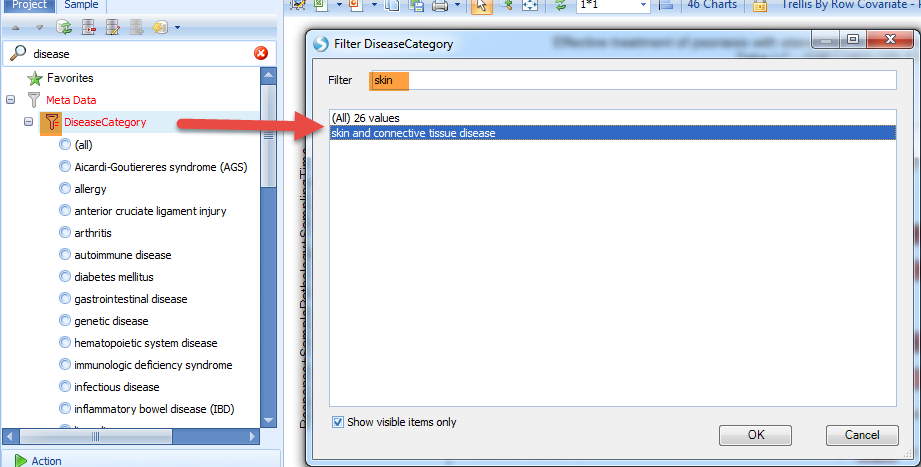 Project Sample
1*1 46 Charts Trellis By Row Covariate -
disease
Favorites
Meta Data
DiseaseCategory
(all)
Aicardi-Goutiereres syndrome (AGS)
allergy
anterior cruciate ligament injury
arthritis
autoimmune disease
diabetes mellitus
gastrointestinal disease
genetic disease
hematopoietic system disease
immunologic deficiency syndrome
infectious disease
inflammatory bowel disease (IBD)
Action
Filter DiseaseCategory
Filter skin
(All) 26 values
skin and connective tissue disease
Show visible items only
OK Cancel